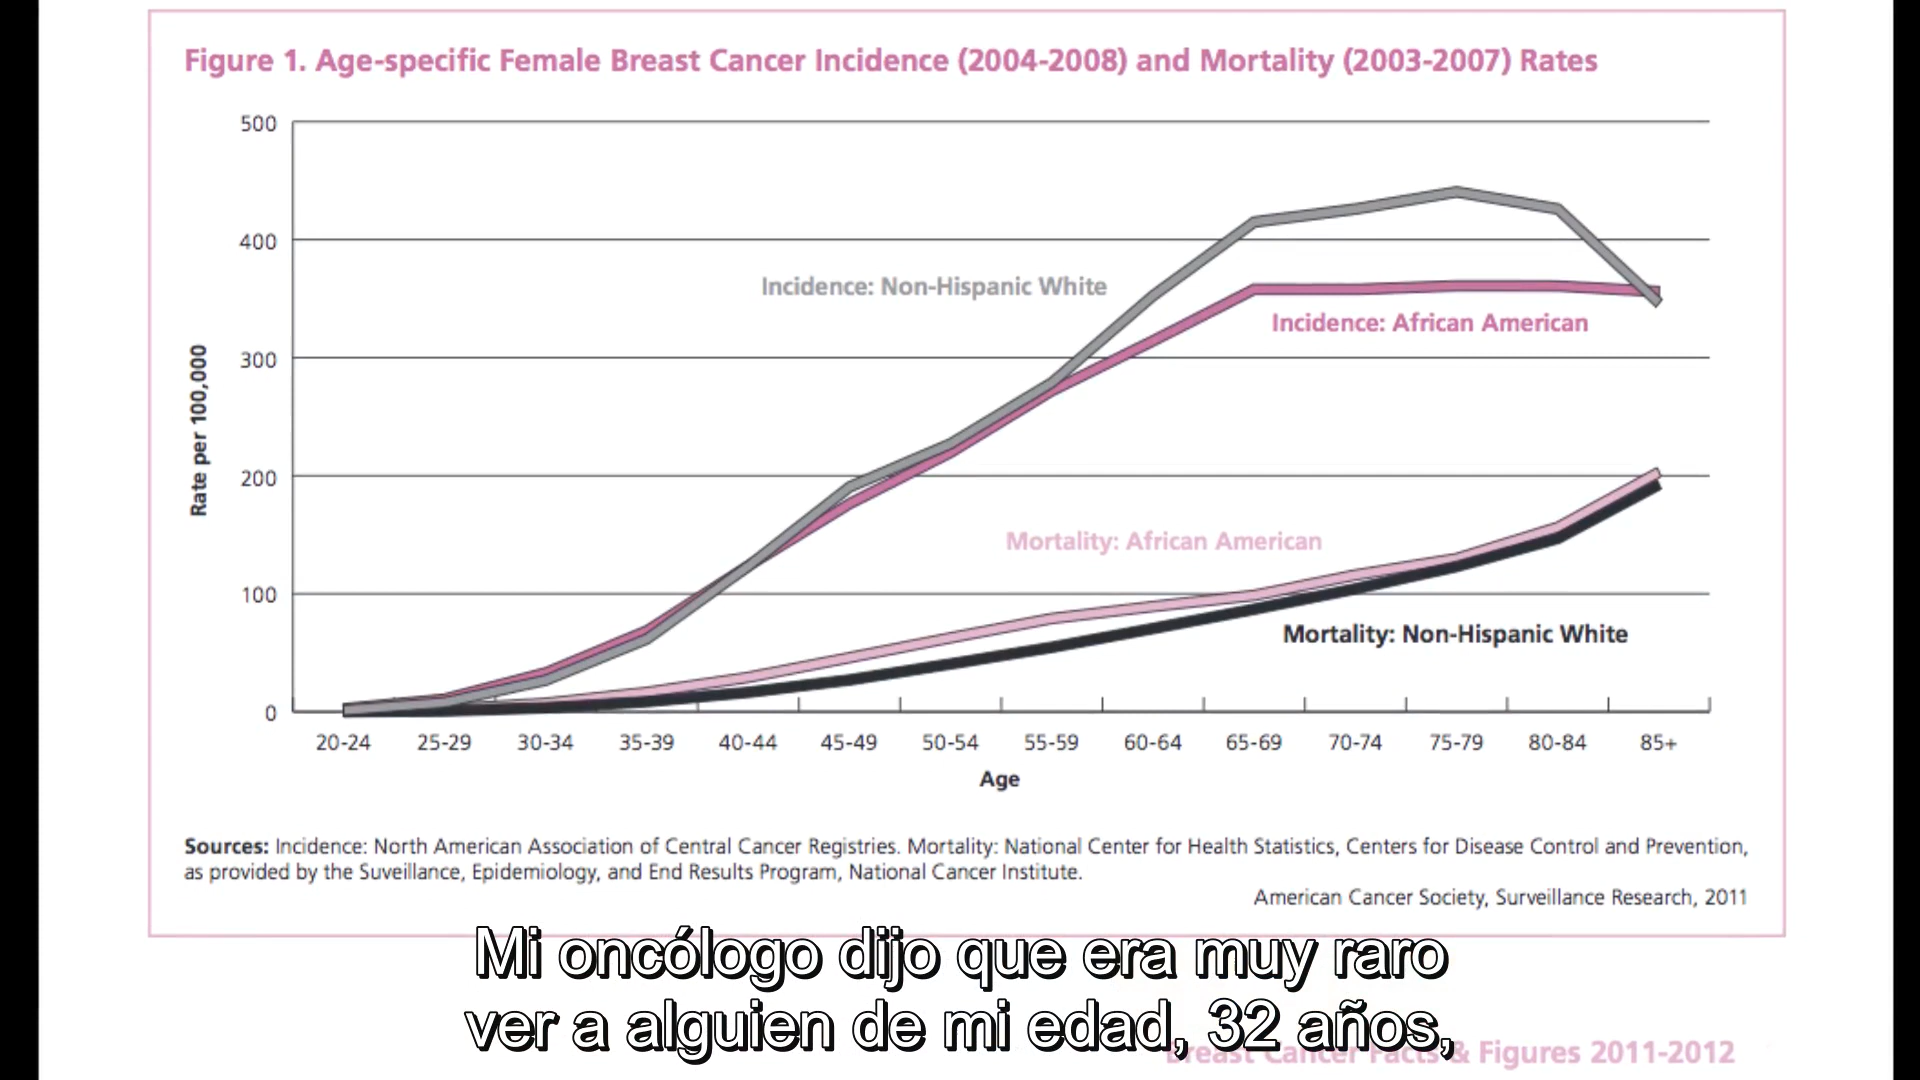 Figure 1. Age-specific Female Breast Cancer Incidence (2004-2008) and Mortality (2003-2007) Rates
500
400
300
200
100
0
Rate per 100,000
Incidence: Non-Hispanic White
Incidence: African American
Mortality: African American
Mortality: Non-Hispanic White
20-24 25-29 30-34 35-39 40-44 45-49 50-54 55-59 60-64 65-69 70-74 75-79 80-84 85+
Age
Sources: Incidence: North American Association of Central Cancer Registries. Mortality: National Center for Health Statistics, Centers for Disease Control and Prevention,
as provided by the Suveillance, Epidemiology, and End Results Program, National Cancer Institute.
American Cancer Society, Surveillance Research, 2011
Mi oncólogo dijo que era muy raro
ver a alguien de mi edad, 32 años,
Breast Cancer Facts & Figures 2011-2012